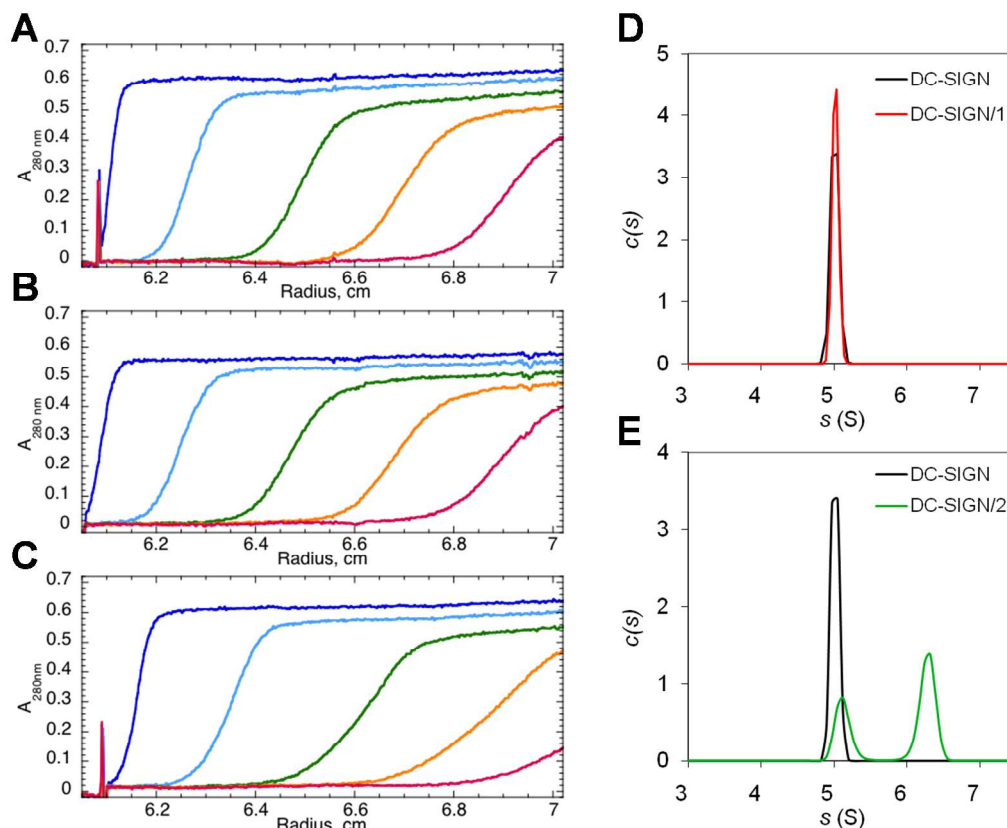 A
0.7
0.6
0.5
0.4
0.3
0.2
0.1
0
A280 nm
6.2 6.4 6.6 6.8 7
Radius, cm
B
0.7
0.6
0.5
0.4
0.3
0.2
0.1
0
A280 nm
6.2 6.4 6.6 6.8 7
Radius, cm
C
0.7
0.6
0.5
0.4
0.3
0.2
0.1
0
A280nm
6.2 6.4 6.6 6.8 7
Radius, cm
D
5
4
3
2
1
0
c(s)
DC-SIGN
DC-SIGN/1
3 4 5 6 7
s (S)
E
4
3
2
1
0
c(s)
DC-SIGN
DC-SIGN/2
3 4 5 6 7
s (S)